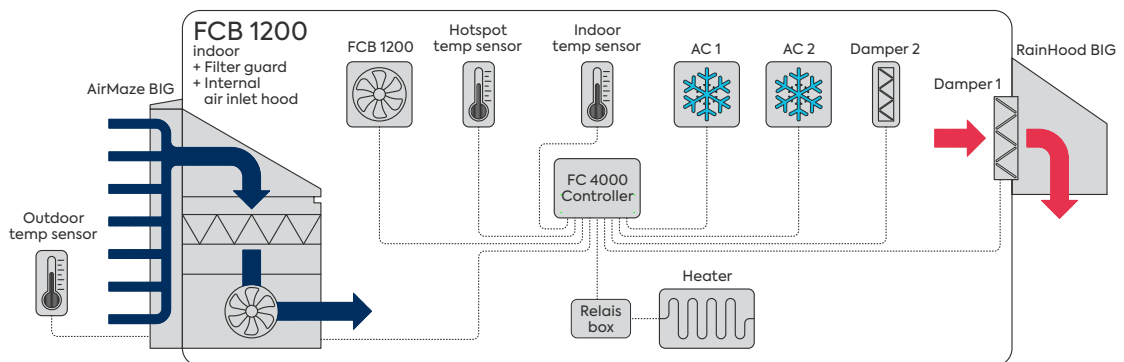 FCB 1200
indoor
+ Filter guard
+ Internal
air inlet hood
AirMaze BIG
Outdoor
temp sensor
FCB 1200
Hotspot
temp sensor
Indoor
temp sensor
AC 1
AC 2
Damper 2
Damper 1
RainHood BIG
FC 4000
Controller
Relais
box
Heater